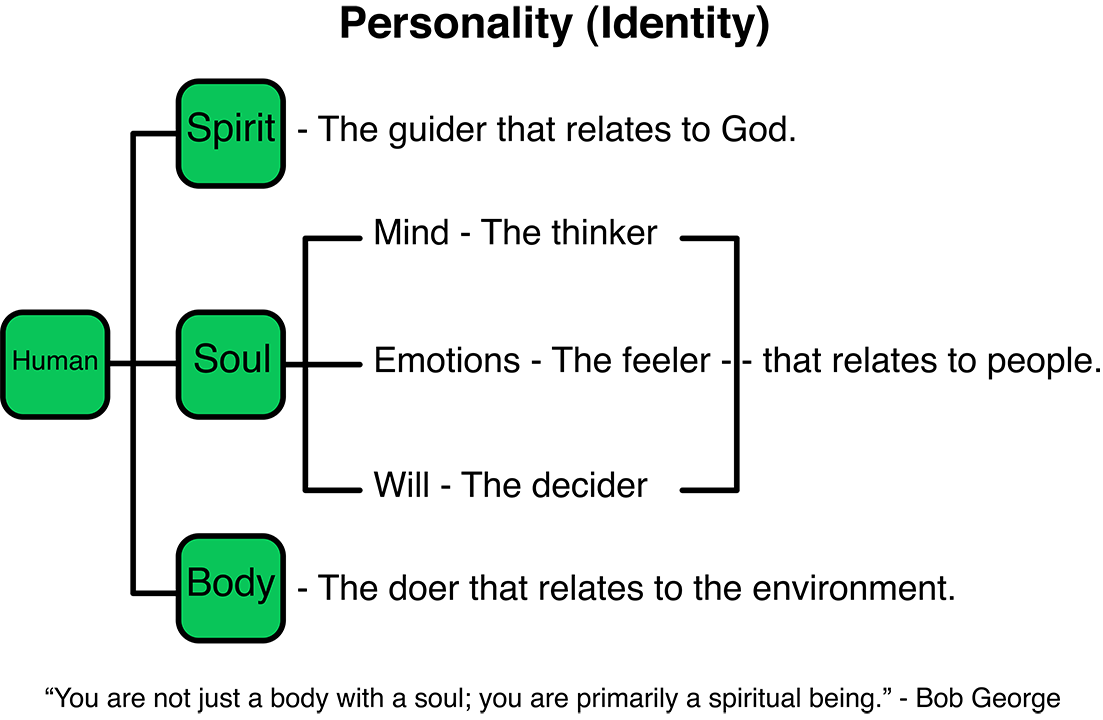 Personality (Identity)
Spirit - The guider that relates to God.
Mind - The thinker
Human Soul Emotions - The feeler - - that relates to people.
Will - The decider
Body - The doer that relates to the environment.
“You are not just a body with a soul; you are primarily a spiritual being.” - Bob George